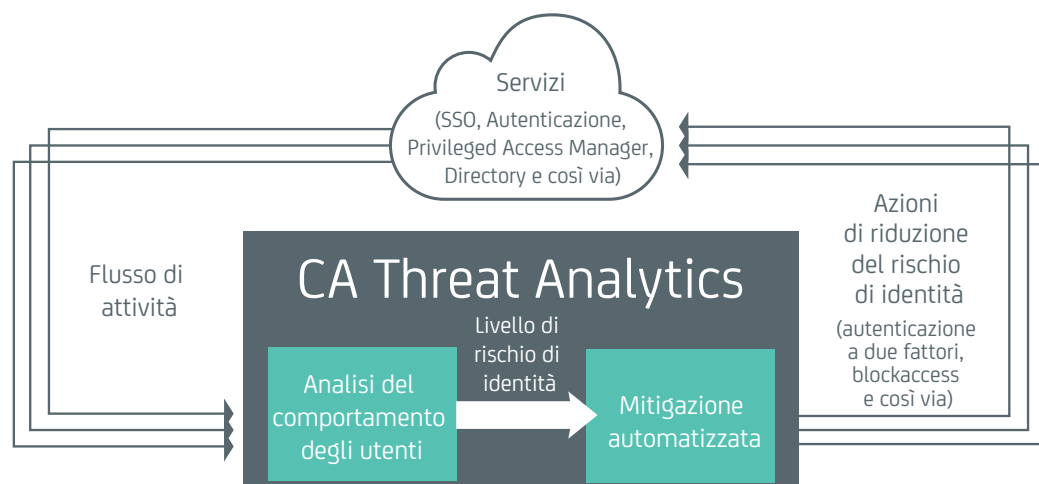 Servizi
(SSO, Autenticazione,
Privileged Access Manager,
Directory e così via)
Flusso di
attività
CA Threat Analytics
Livello di
rischio di
identità
Analisi del
comportamento
degli utenti
Mitigazione
automatizzata
Azioni
di riduzione
del rischio
di identità
(autenticazione
a due fattori,
blockaccess
e così via)